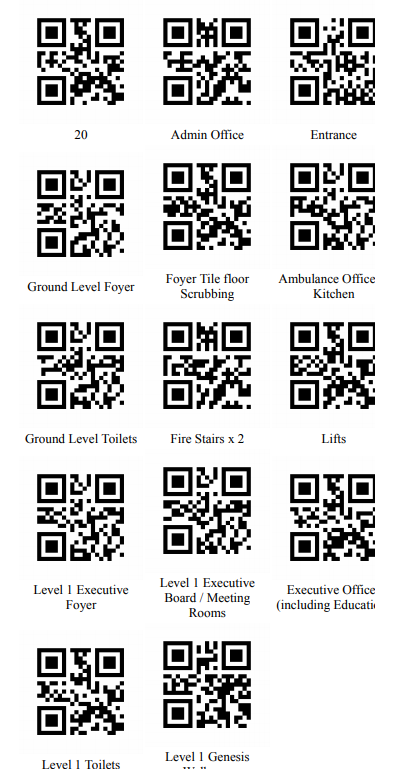 20
Admin Office
Entrance
Ground Level Foyer
Foyer Tile floor
Scrubbing
Ambulance Office
Kitchen
Ground Level Toilets
Fire Stairs x 2
Lifts
Level 1 Executive
Foyer
Level 1 Executive
Board / Meeting
Rooms
Executive Office
(including Educati
Level 1 Toilets
Level 1 Genesis